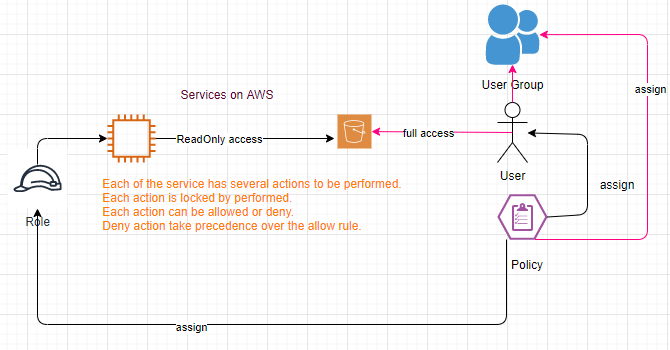 User Group
assign
Services on AWS
ReadOnly access
full access
User
assign
Each of the service has several actions to be performed.
Each action is locked by performed.
Each action can be allowed or deny.
Deny action take precedence over the allow rule.
Role
Policy
assign